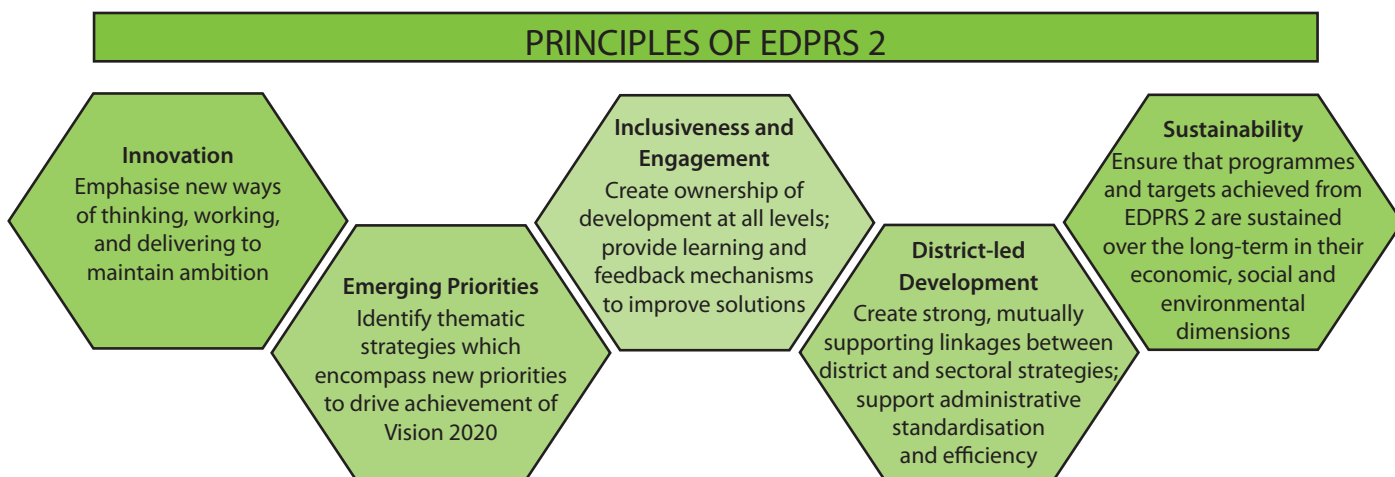 PRINCIPLES OF EDPRS 2
Innovation
Emphasise new ways
of thinking, working,
and delivering to
maintain ambition
Emerging Priorities
Identify thematic
strategies which
encompass new priorities
to drive achievement of
Vision 2020
Inclusiveness and
Engagement
Create ownership of
development at all levels;
provide learning and
feedback mechanisms
to improve solutions
District-led
Development
Create strong, mutually
supporting linkages between
district and sectoral strategies;
support administrative
standardisation
and efficiency
Sustainability
Ensure that programmes
and targets achieved from
EDPRS 2 are sustained
over the long-term in their
economic, social and
environmental
dimensions